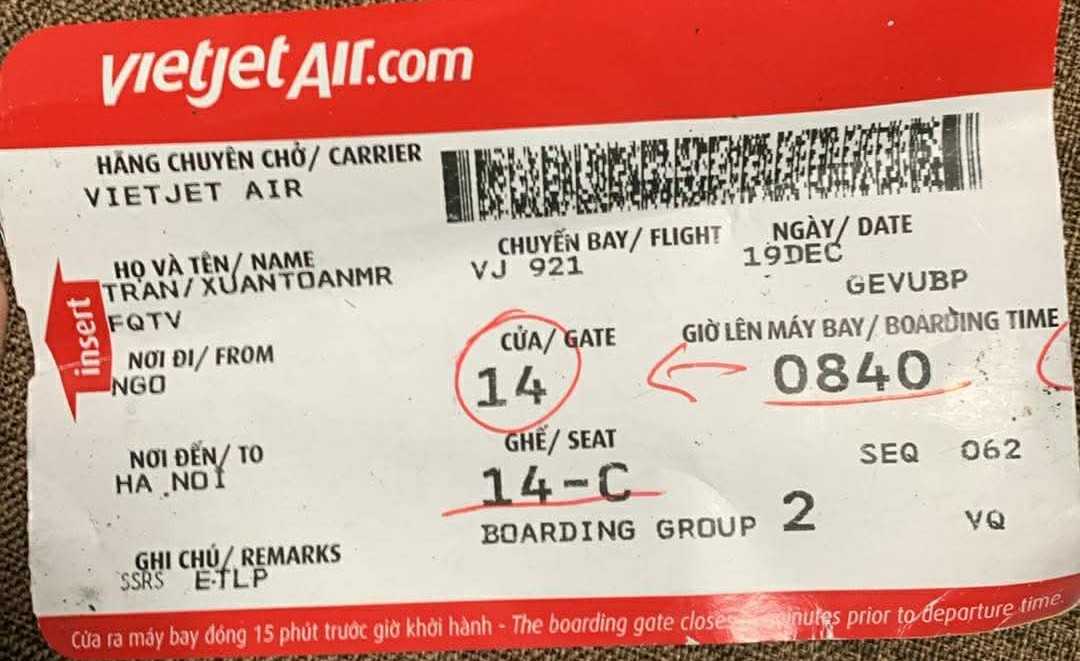 vietjetAir.com
HÃNG CHUYÊN CHỞ/ CARRIER
VIETJET AIR
HỌ VÀ TÊN/ NAME
TRAN/XUANTOANMR
CHUYẾN BAY/ FLIGHT
VJ 921
NGÀY/ DATE
19DEC
GEVUBP
FQTV
insert
NƠI ĐI/ FROM
NGO
CỬA/ GATE
14
GIỜ LÊN MÁY BAY/ BOARDING TIME
0840
NƠI ĐẾN/ TO
HA NOI
GHẾ/ SEAT
14-C
SEQ 062
BOARDING GROUP 2
VQ
GHI CHÚ/ REMARKS
SSRS E-TLP
Cửa ra máy bay đóng 15 phút trước giờ khởi hành - The boarding gate closes minutes prior to departure time.